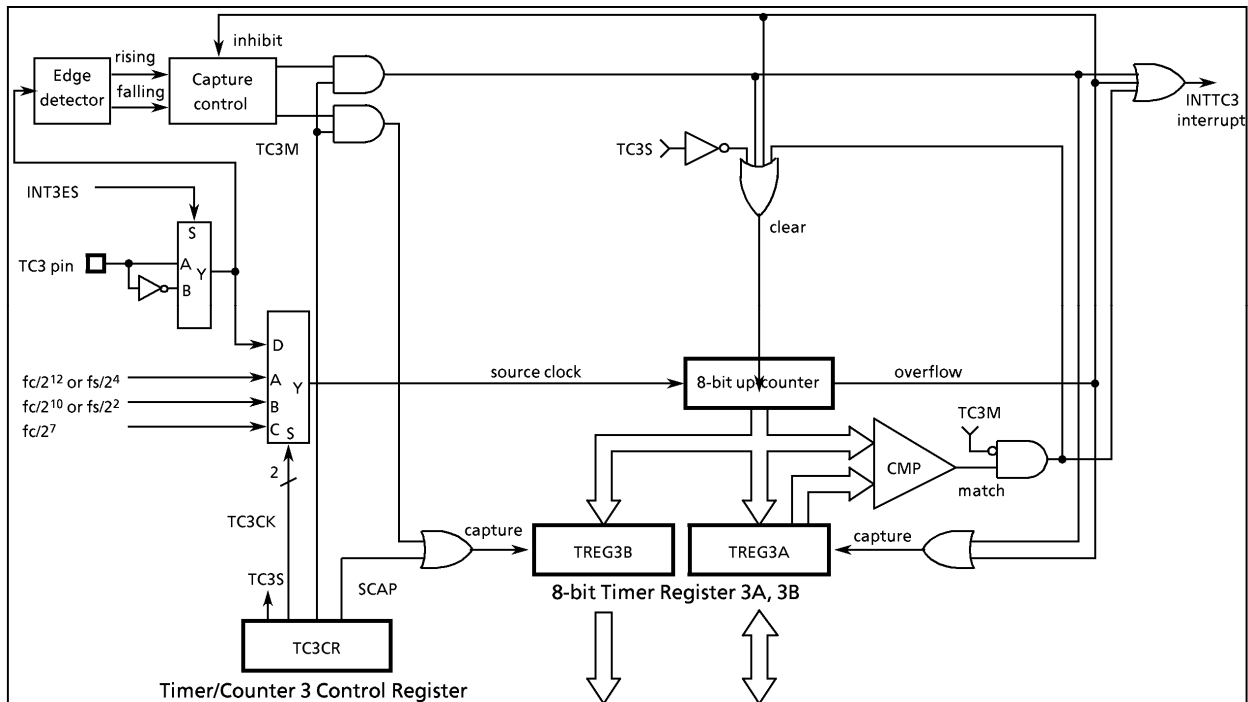 inhibit
rising
Edge
detector
falling
Capture
control
INTTC3
interrupt
TC3M
TC3S
INT3ES
clear
S
TC3 pin
A
Y
B
D
fc/2¹² or fs/2⁴
A
Y
source clock
8-bit up counter
overflow
fc/2¹⁰ or fs/2²
B
fc/2⁷
C S
TC3M
2
CMP
match
TC3CK
capture
TREG3B
TREG3A
capture
TC3S
SCAP
8-bit Timer Register 3A, 3B
TC3CR
Timer/Counter 3 Control Register